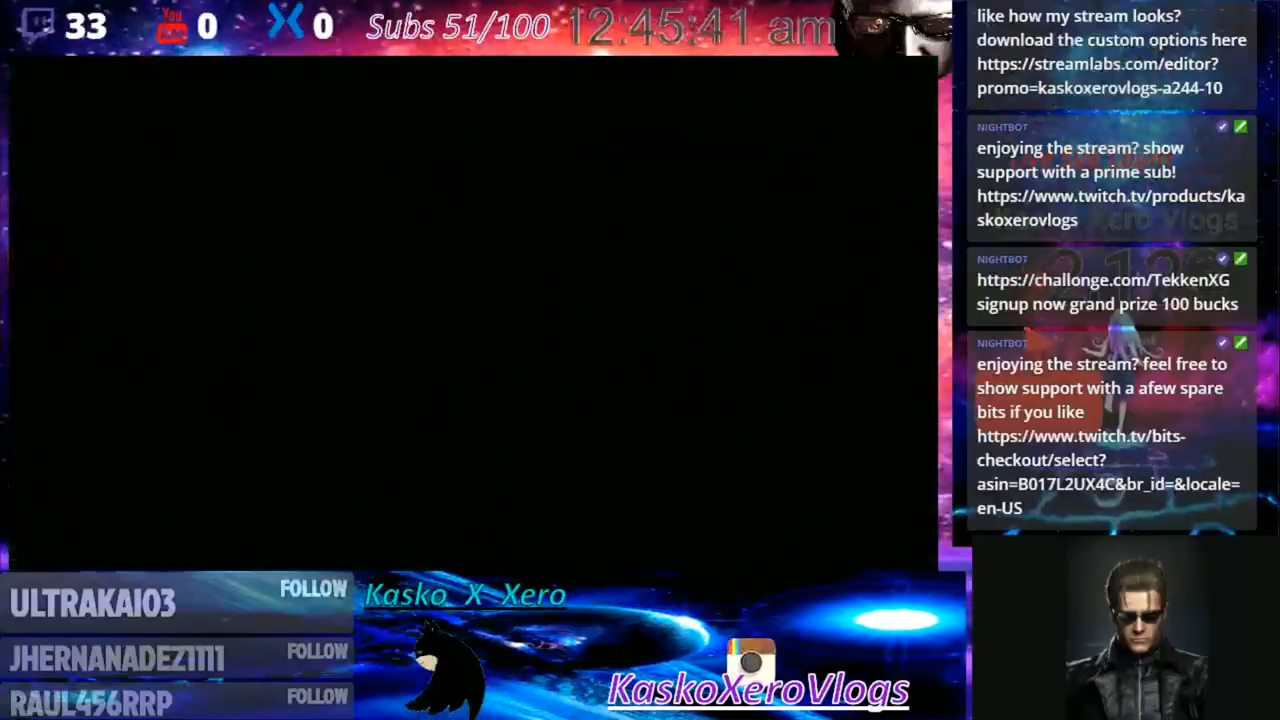 33
You
0
0
Subs 51/100
12:45:41 am
like how my stream looks?
download the custom options here
https://streamlabs.com/editor?
promo=kaskoxerovlogs-a244-10
NIGHTBOT
enjoying the stream? show
support with a prime sub!
https://www.twitch.tv/products/ka
skoxerovlogs
NIGHTBOT
https://challonge.com/TekkenXG
signup now grand prize 100 bucks
NIGHTBOT
enjoying the stream? feel free to
show support with a afew spare
bits if you like
https://www.twitch.tv/bits-
checkout/select?
asin=B017L2UX4C&br_id=&locale=
en-US
ULTRAKAI03 FOLLOW
JHERNANADEZ1111 FOLLOW
RAUL456RRP FOLLOW
Kasko_X_Xero
KaskoXeroVlogs